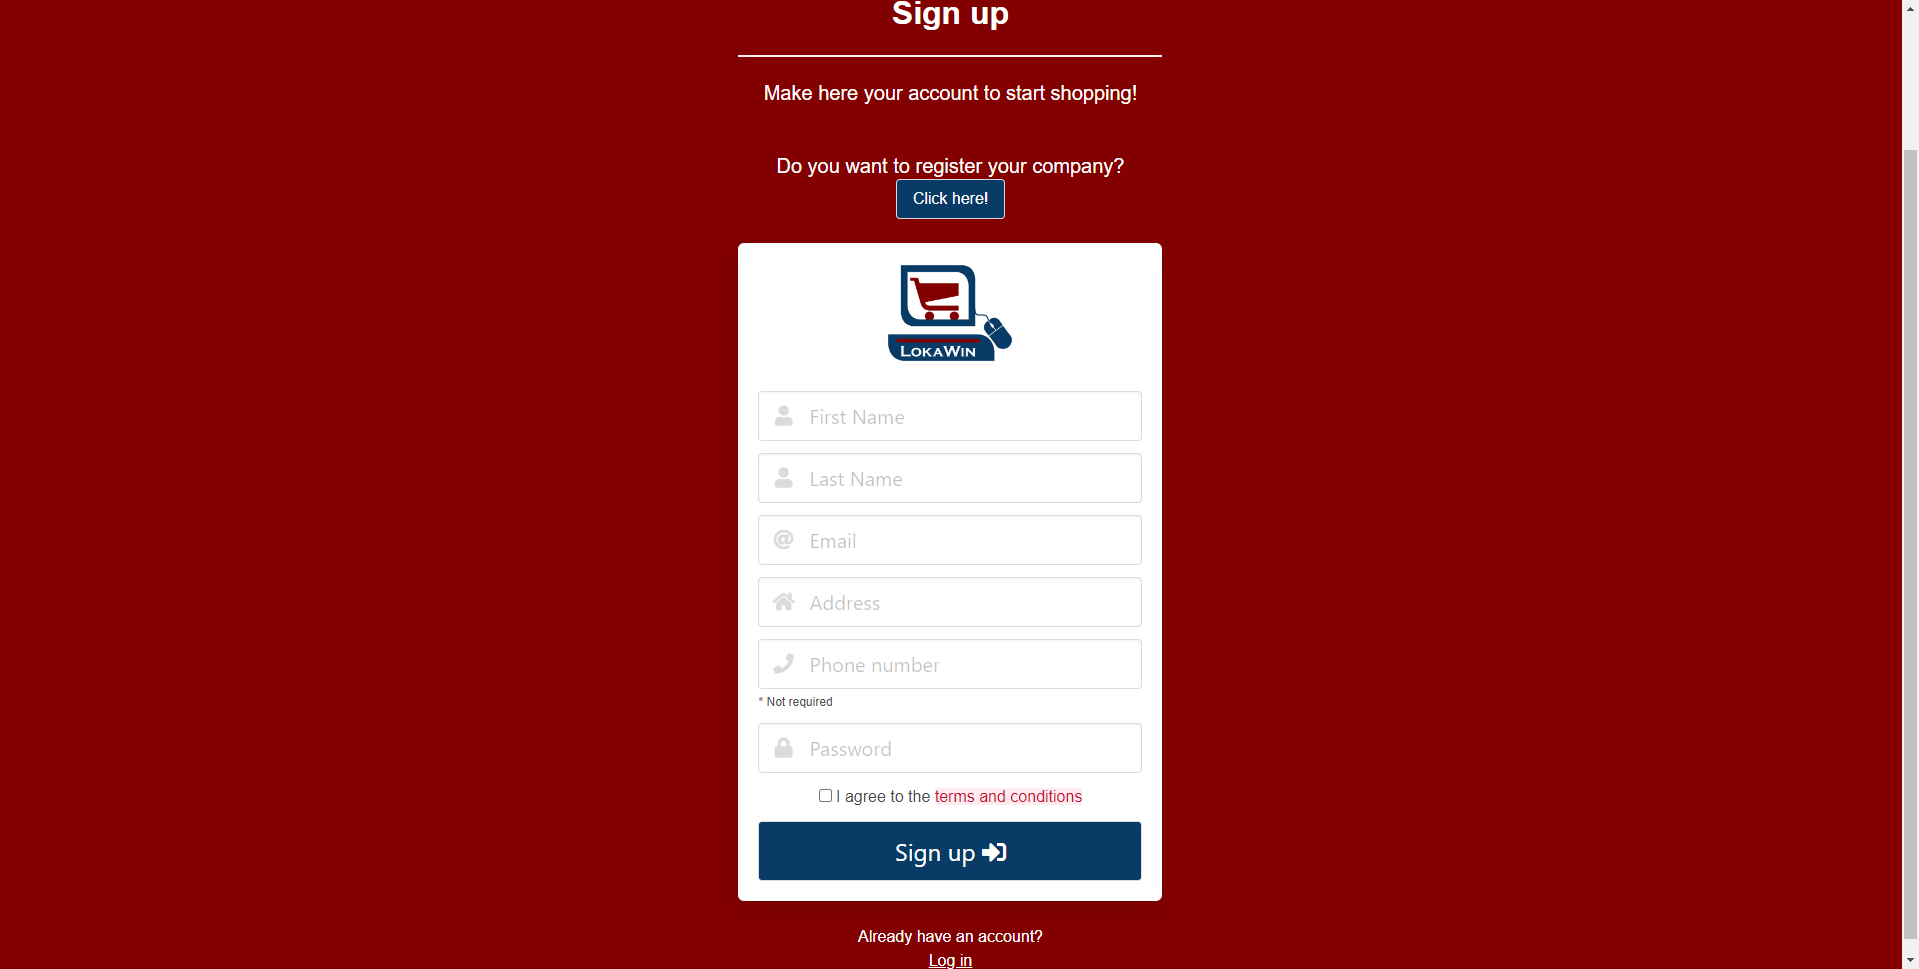 Sign up
Make here your account to start shopping!
Do you want to register your company?
Click here!
LOKAWIN
First Name
Last Name
Email
Address
Phone number
* Not required
Password
I agree to the terms and conditions
Sign up
Already have an account?
Log in